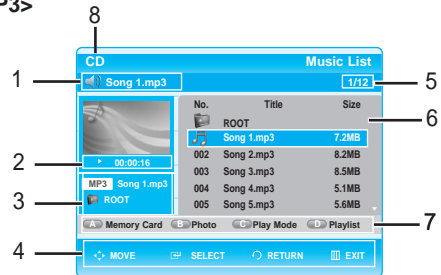 P3>
8
CD Music List
1 Song 1.mp3 1/12 5
No. Title Size
ROOT 6
Song 1.mp3 7.2MB
002 Song 2.mp3 8.2MB
2 00:00:16
003 Song 3.mp3 8.5MB
MP3 Song 1.mp3
004 Song 4.mp3 5.1MB
3 ROOT
005 Song 5.mp3 5.6MB
A Memory Card B Photo C Play Mode D Playlist 7
4 MOVE SELECT RETURN EXIT